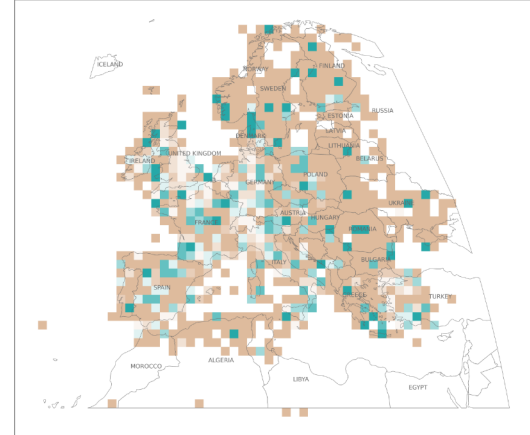 ICELAND
NORWAY
FINLAND
SWEDEN
RUSSIA
ESTONIA
LATVIA
DENMARK
LITHUANIA
UNITED KINGDOM
IRELAND
BELARUS
POLAND
GERMANY
UKRAINE
AUSTRIA
HUNGARY
FRANCE
ROMANIA
ITALY
BULGARIA
SPAIN
GREECE
TURKEY
ALGERIA
MOROCCO
LIBYA
EGYPT